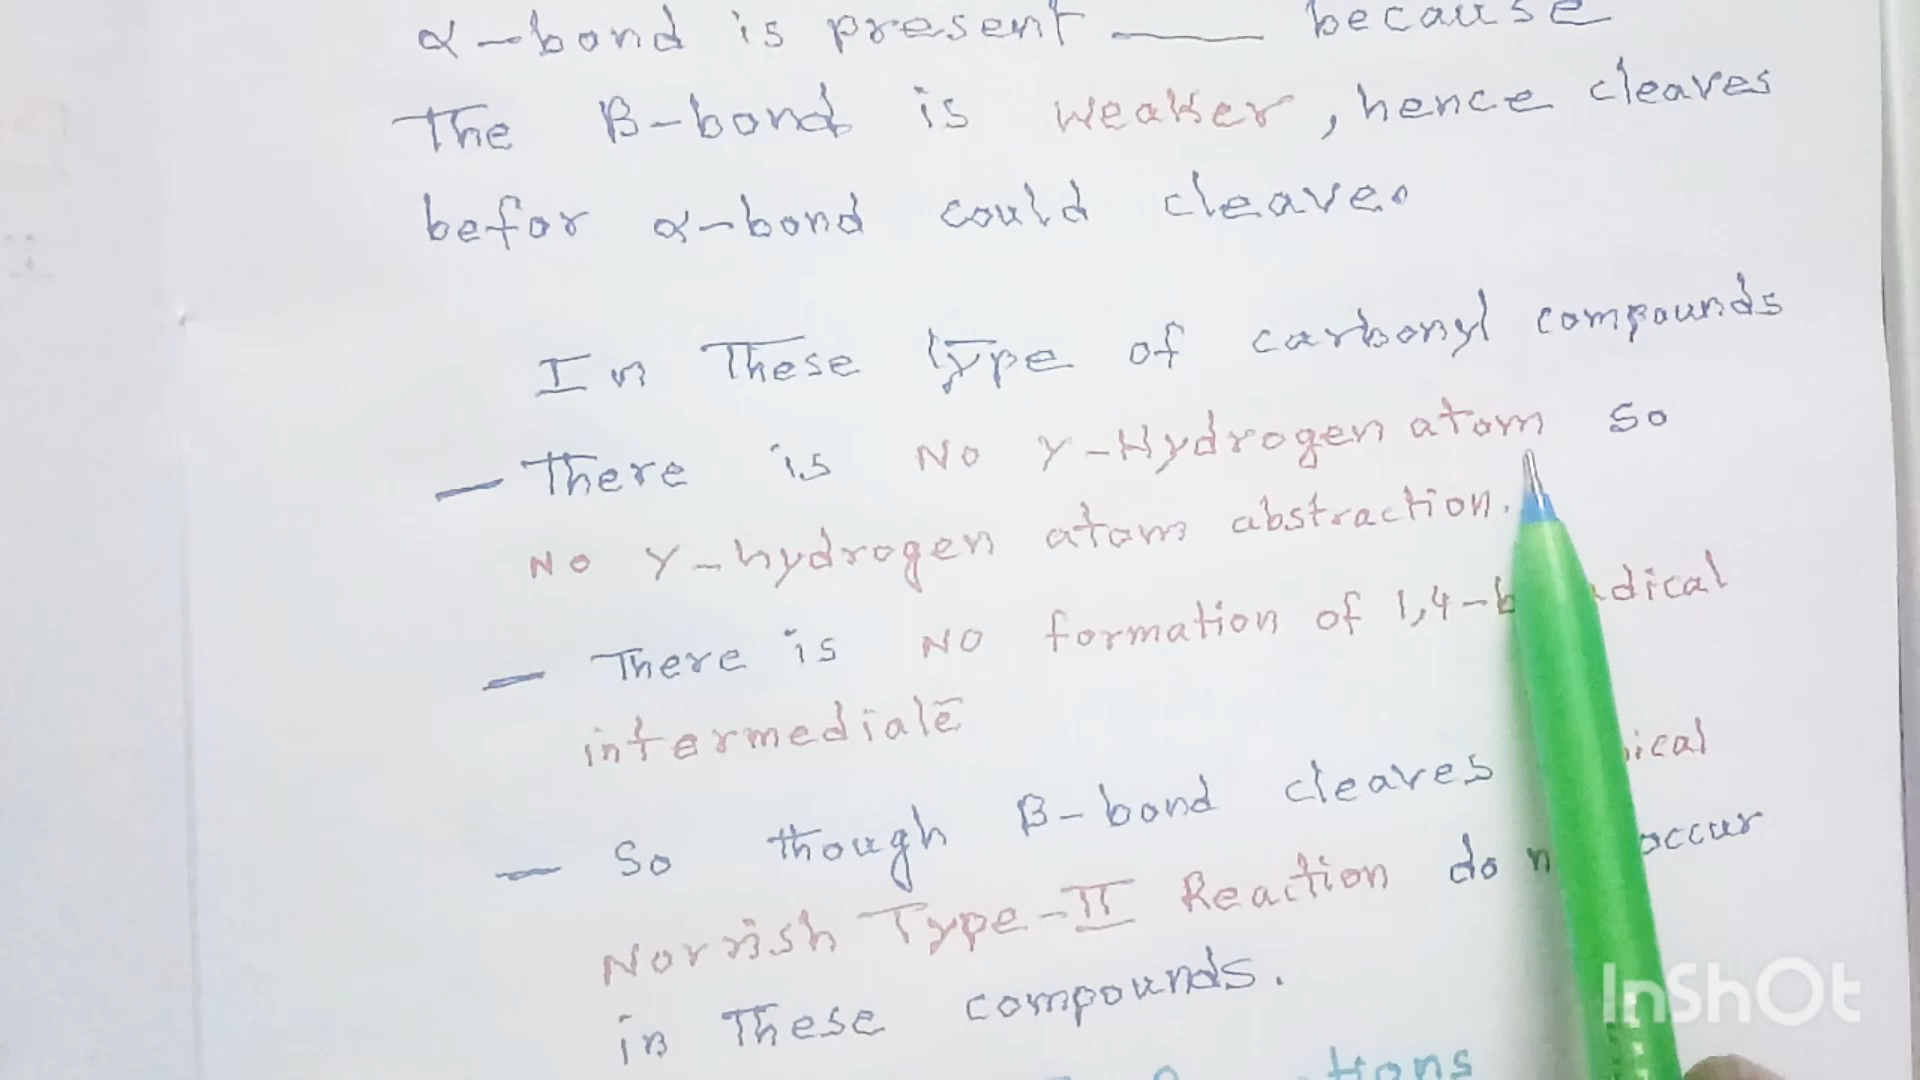 α-bond is present ___ because
The β-bond is weaker, hence cleaves
befor α-bond could cleave.
In These type of carbonyl compounds
- There is No γ-Hydrogen atom so
No γ-hydrogen atom abstraction.
- There is NO formation of 1,4-
intermediate
- So though β-bond cleaves
Norrish Type-II Reaction do occur
in These compounds.
InShOt